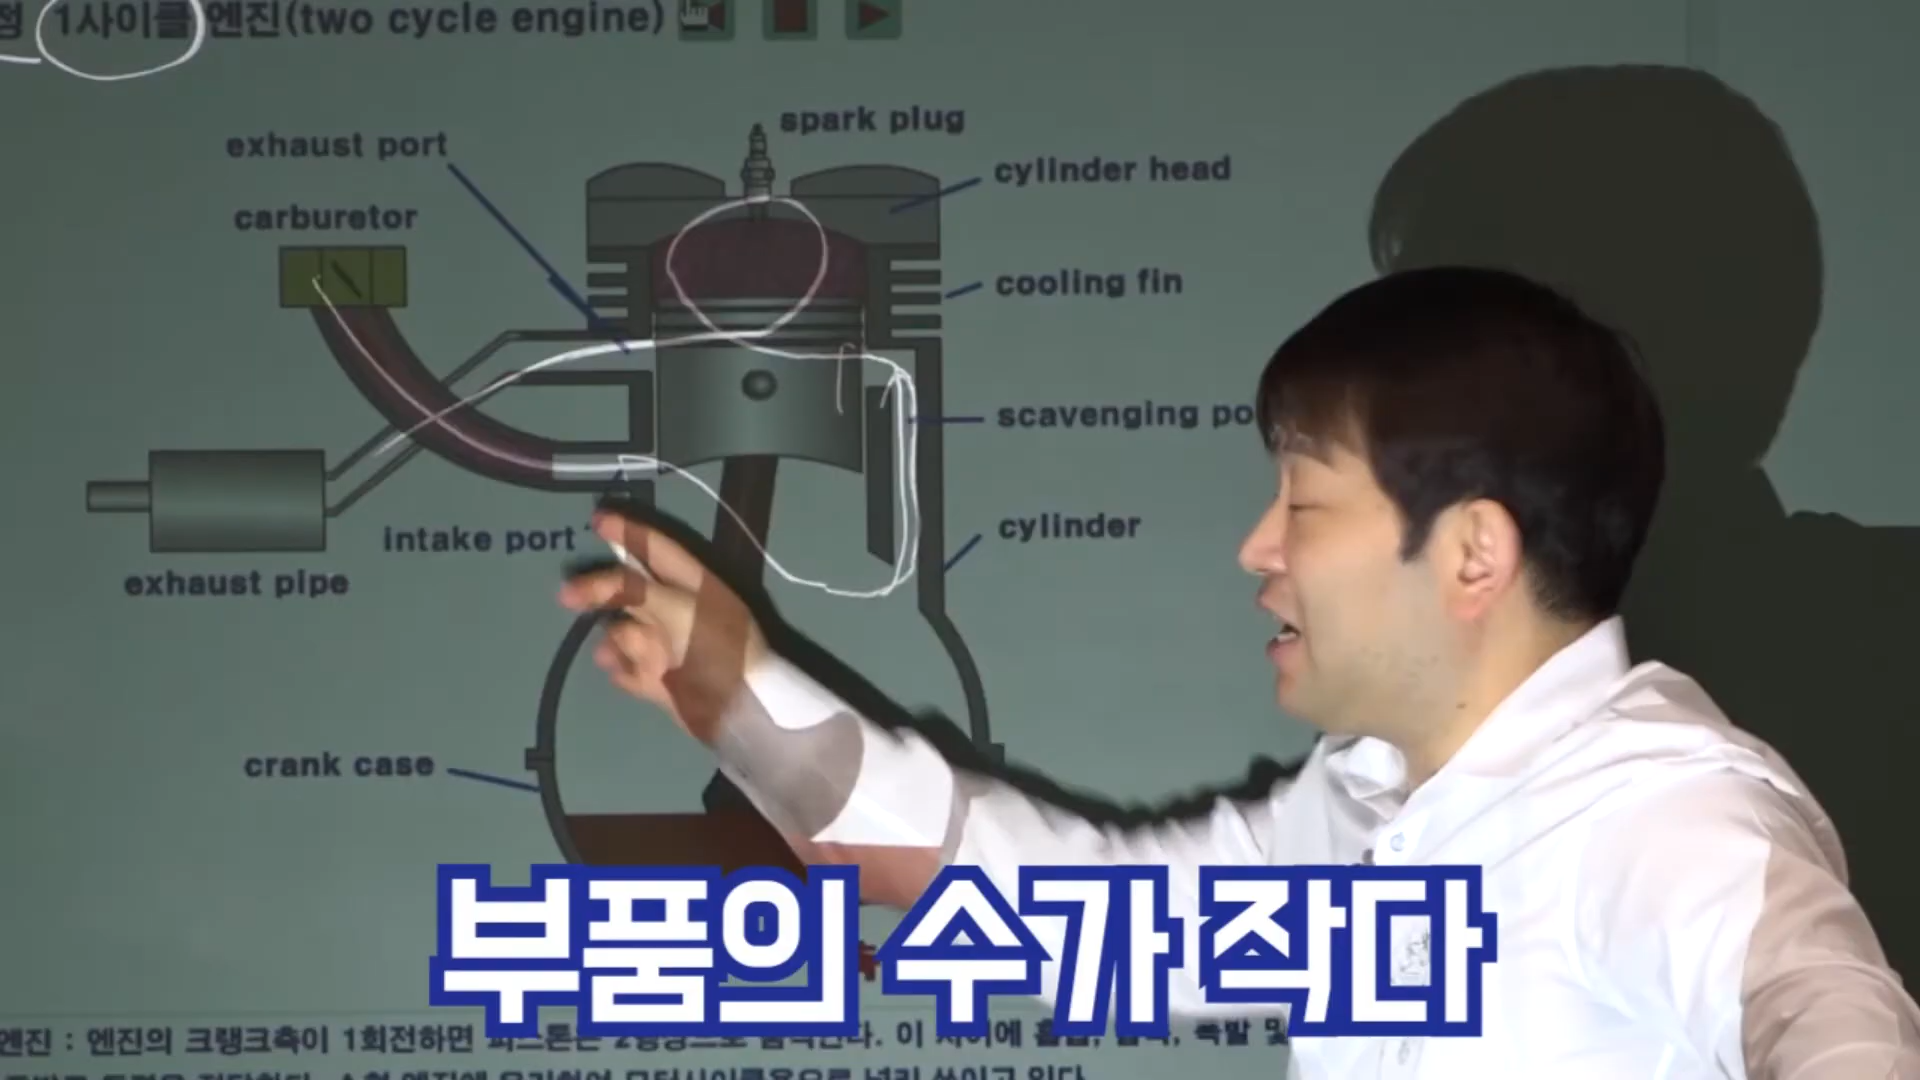 정 1사이클 엔진(two cycle engine)
spark plug
exhaust port
cylinder head
carburetor
cooling fin
scavenging po
cylinder
intake port
exhaust pipe
crank case
부품의 수가 작다
엔진 : 엔진의 크랭크축이 1회전하면 피스톤은 2행정으로 움직인다. 이 사이에 흡입, 압축, 폭발 및